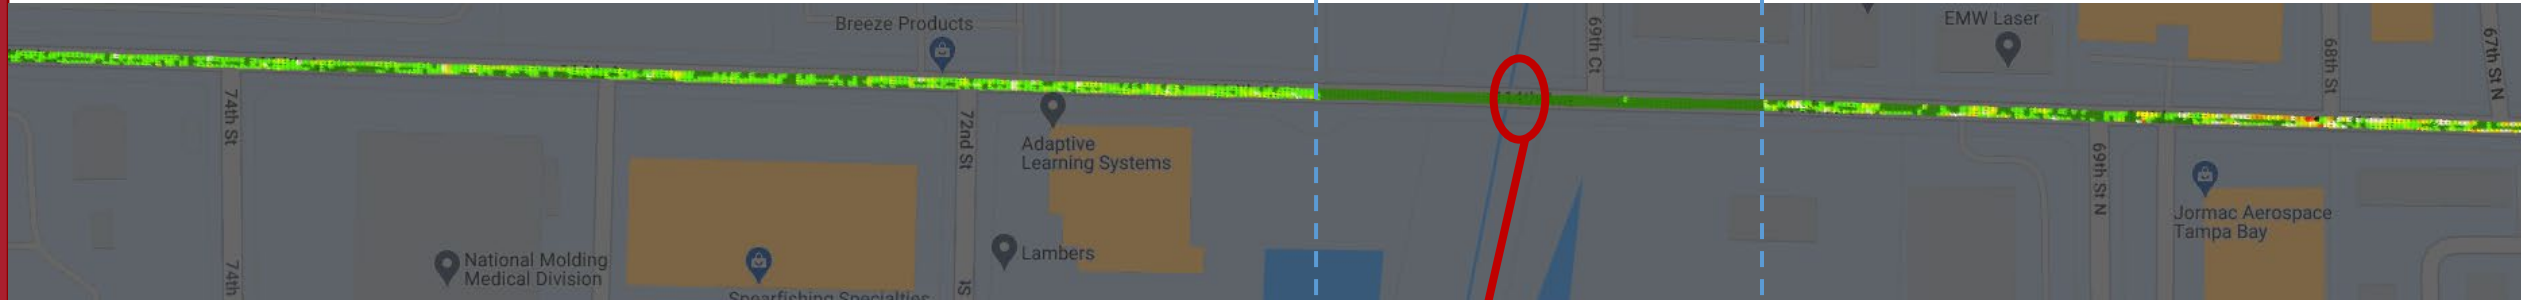 Breeze Products
69th Ct
EMW Laser
68th St
67th St N
74th St
72nd St
Adaptive
Learning Systems
69th St N
Jormac Aerospace
Tampa Bay
Lambers
National Molding
Medical Division
74th
St
Spearfishing Specialties